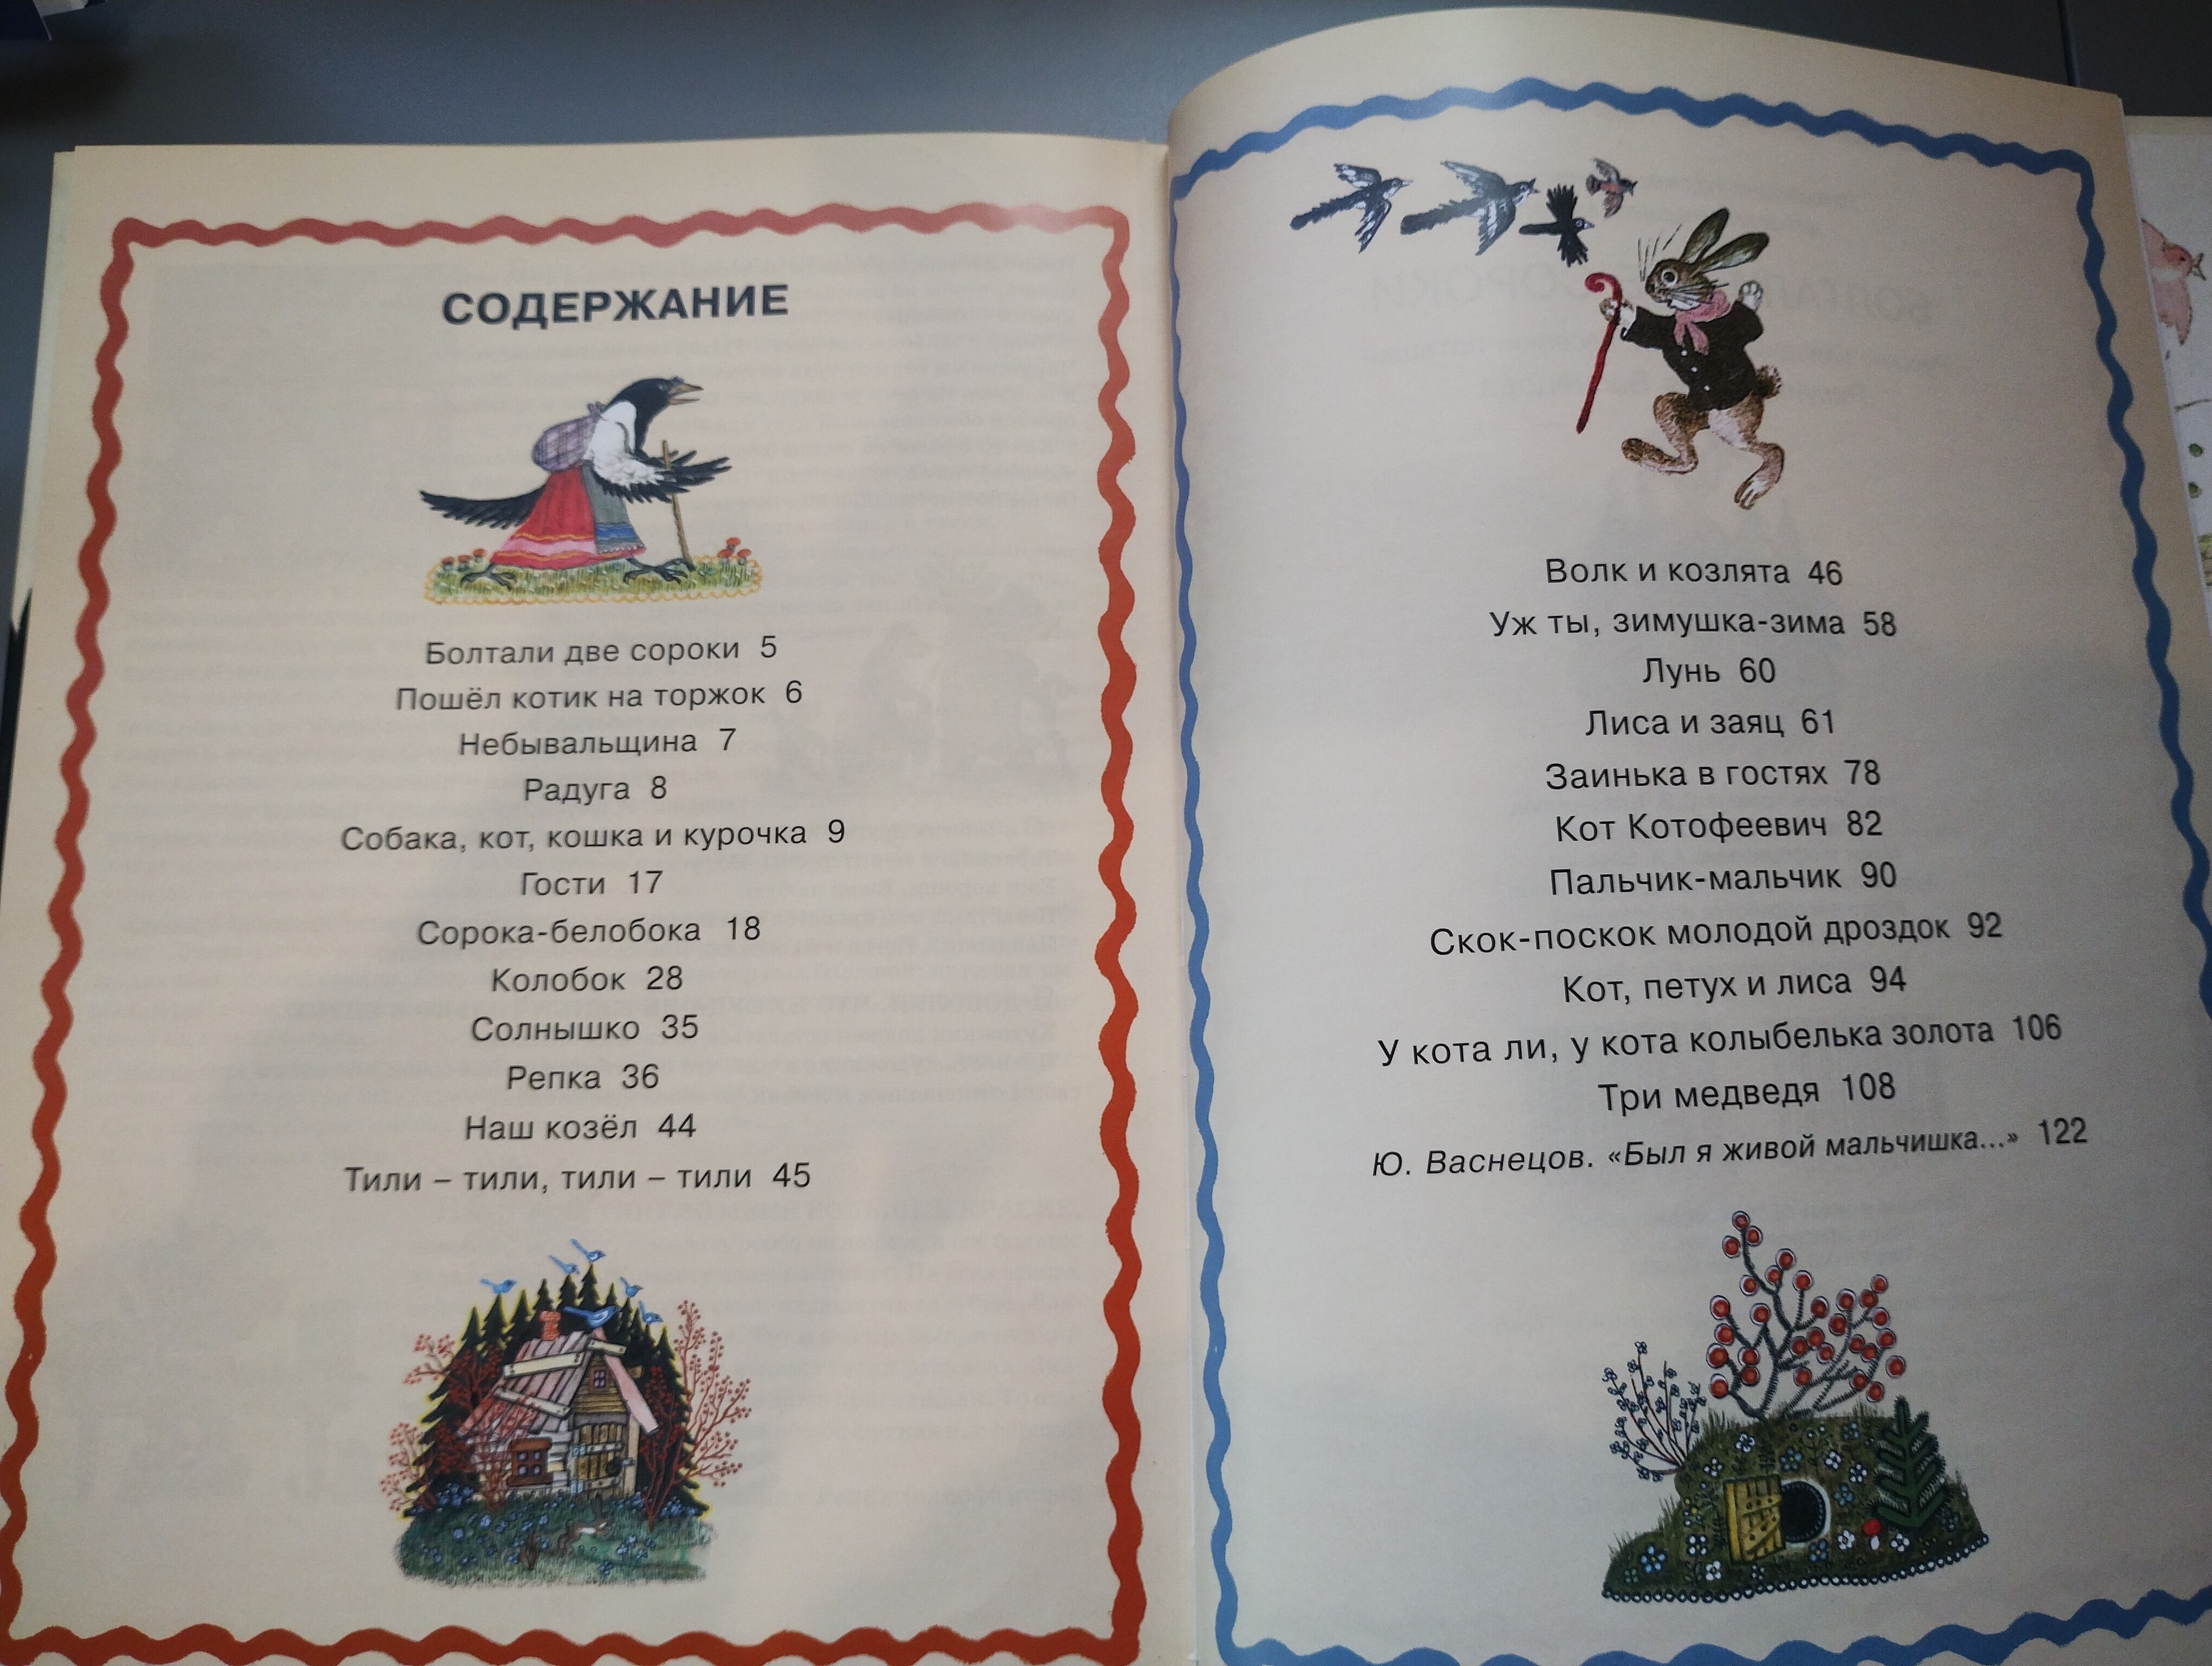 СОДЕРЖАНИЕ
Болтали две сороки 5
Пошёл котик на торжок 6
Небывальщина 7
Радуга 8
Собака, кот, кошка и курочка 9
Гости 17
Сорока-белобока 18
Колобок 28
Солнышко 35
Репка 36
Наш козёл 44
Тили – тили, тили – тили 45
Волк и козлята 46
Уж ты, зимушка-зима 58
Лунь 60
Лиса и заяц 61
Заинька в гостях 78
Кот Котофеевич 82
Пальчик-мальчик 90
Скок-поскок молодой дроздок 92
Кот, петух и лиса 94
У кота ли, у кота колыбелька золота 106
Три медведя 108
Ю. Васнецов. «Был я живой мальчишка...» 122